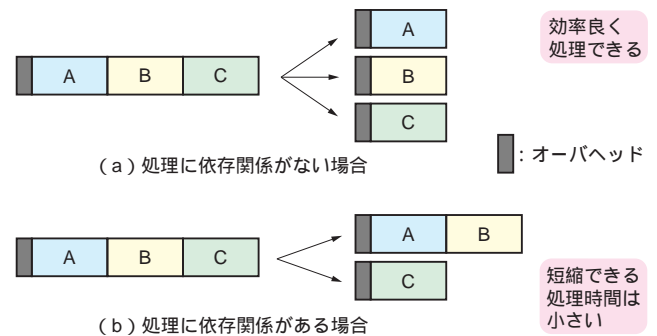 A
効率良く
処理できる
A B C
B
C
(a)処理に依存関係がない場合
:オーバヘッド
A B
A B C
C
短縮できる
処理時間は
小さい
(b)処理に依存関係がある場合